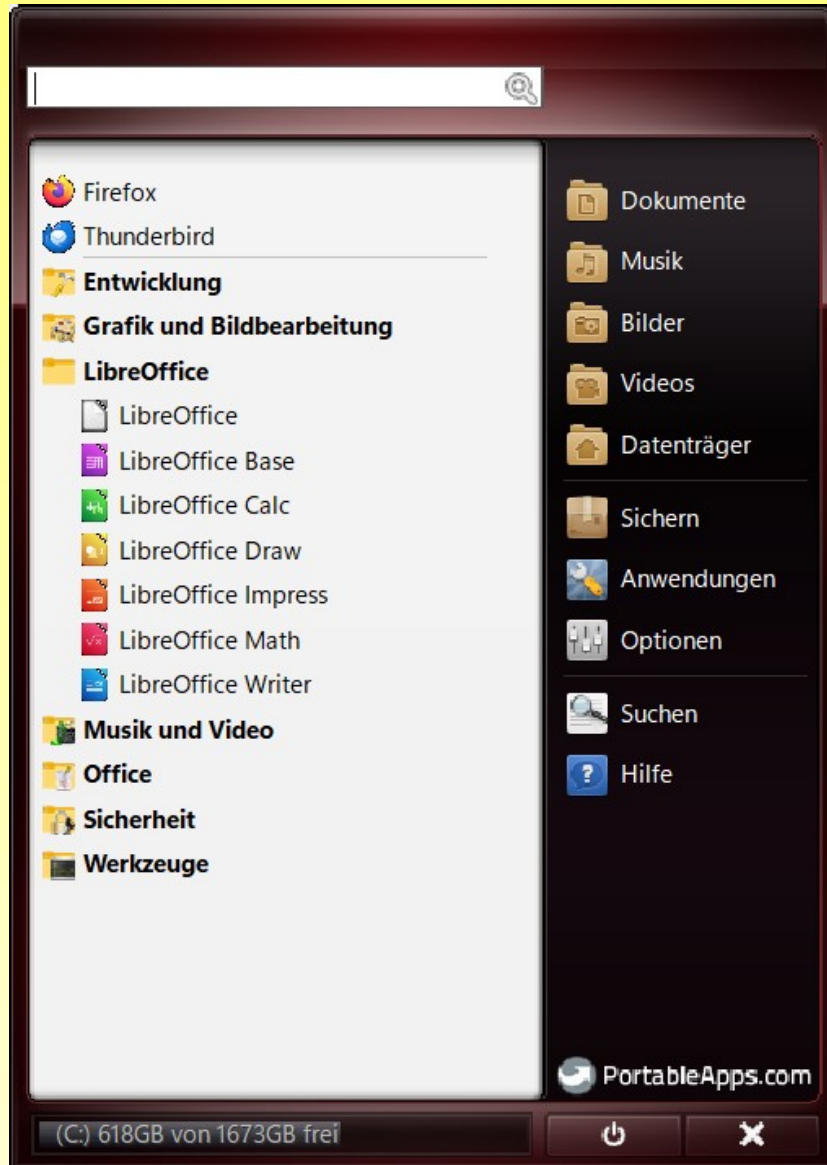 Firefox
Thunderbird
Entwicklung
Grafik und Bildbearbeitung
LibreOffice
LibreOffice
LibreOffice Base
LibreOffice Calc
LibreOffice Draw
LibreOffice Impress
LibreOffice Math
LibreOffice Writer
Musik und Video
Office
Sicherheit
Werkzeuge
Dokumente
Musik
Bilder
Videos
Datenträger
Sichern
Anwendungen
Optionen
Suchen
Hilfe
PortableApps.com
(C:) 618GB von 1673GB frei